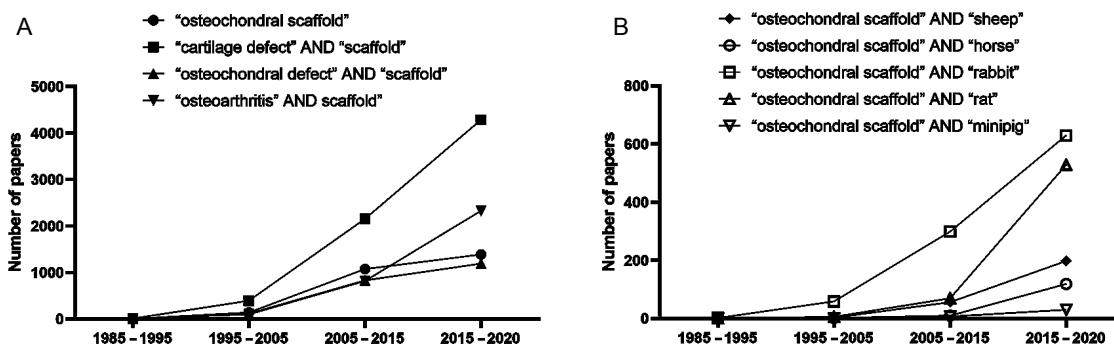 A
"osteochondral scaffold"
"cartilage defect" AND "scaffold"
"osteochondral defect" AND "scaffold"
"osteoarthritis" AND scaffold"
Number of papers
5000
4000
3000
2000
1000
0
1985 – 1995
1995 – 2005
2005 – 2015
2015 – 2020
B
"osteochondral scaffold" AND "sheep"
"osteochondral scaffold" AND "horse"
"osteochondral scaffold" AND "rabbit"
"osteochondral scaffold" AND "rat"
"osteochondral scaffold" AND "minipig"
Number of papers
800
600
400
200
0
1985 – 1995
1995 – 2005
2005 – 2015
2015 – 2020